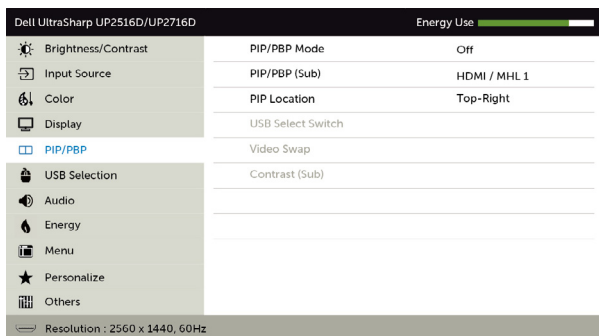 Dell UltraSharp UP2516D/UP2716D Energy Use
Brightness/Contrast PIP/PBP Mode Off
Input Source PIP/PBP (Sub) HDMI / MHL 1
Color PIP Location Top-Right
Display USB Select Switch
PIP/PBP Video Swap
USB Selection Contrast (Sub)
Audio
Energy
Menu
Personalize
Others
Resolution : 2560 x 1440, 60Hz